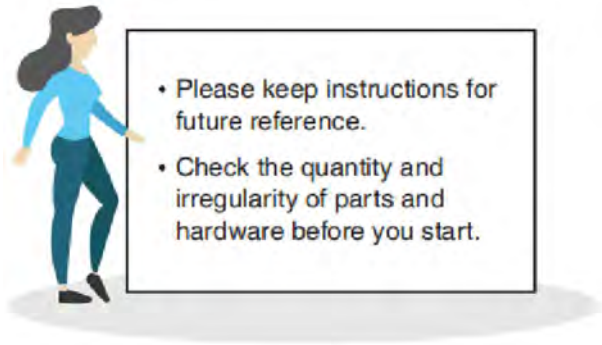 • Please keep instructions for
future reference.
• Check the quantity and
irregularity of parts and
hardware before you start.